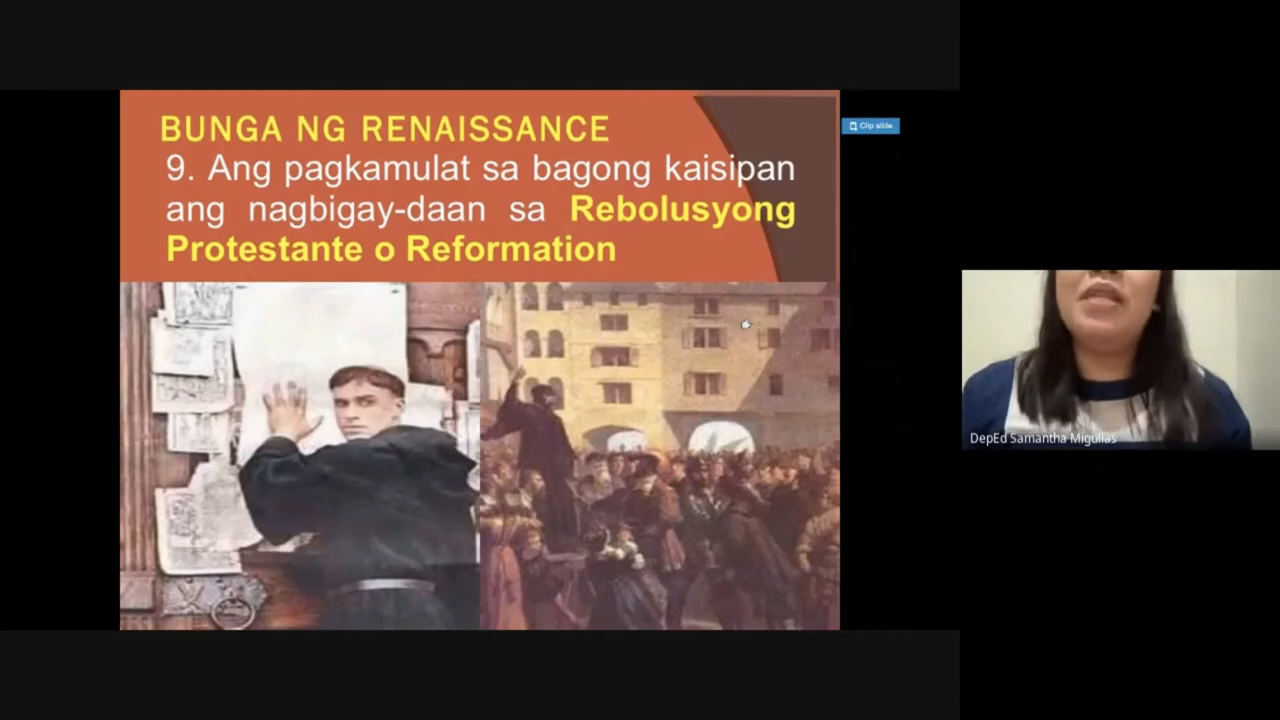 BUNGA NG RENAISSANCE
9. Ang pagkamulat sa bagong kaisipan
ang nagbigay-daan sa Rebolusyong
Protestante o Reformation
Clip slide
DepEd Samantha Migullas